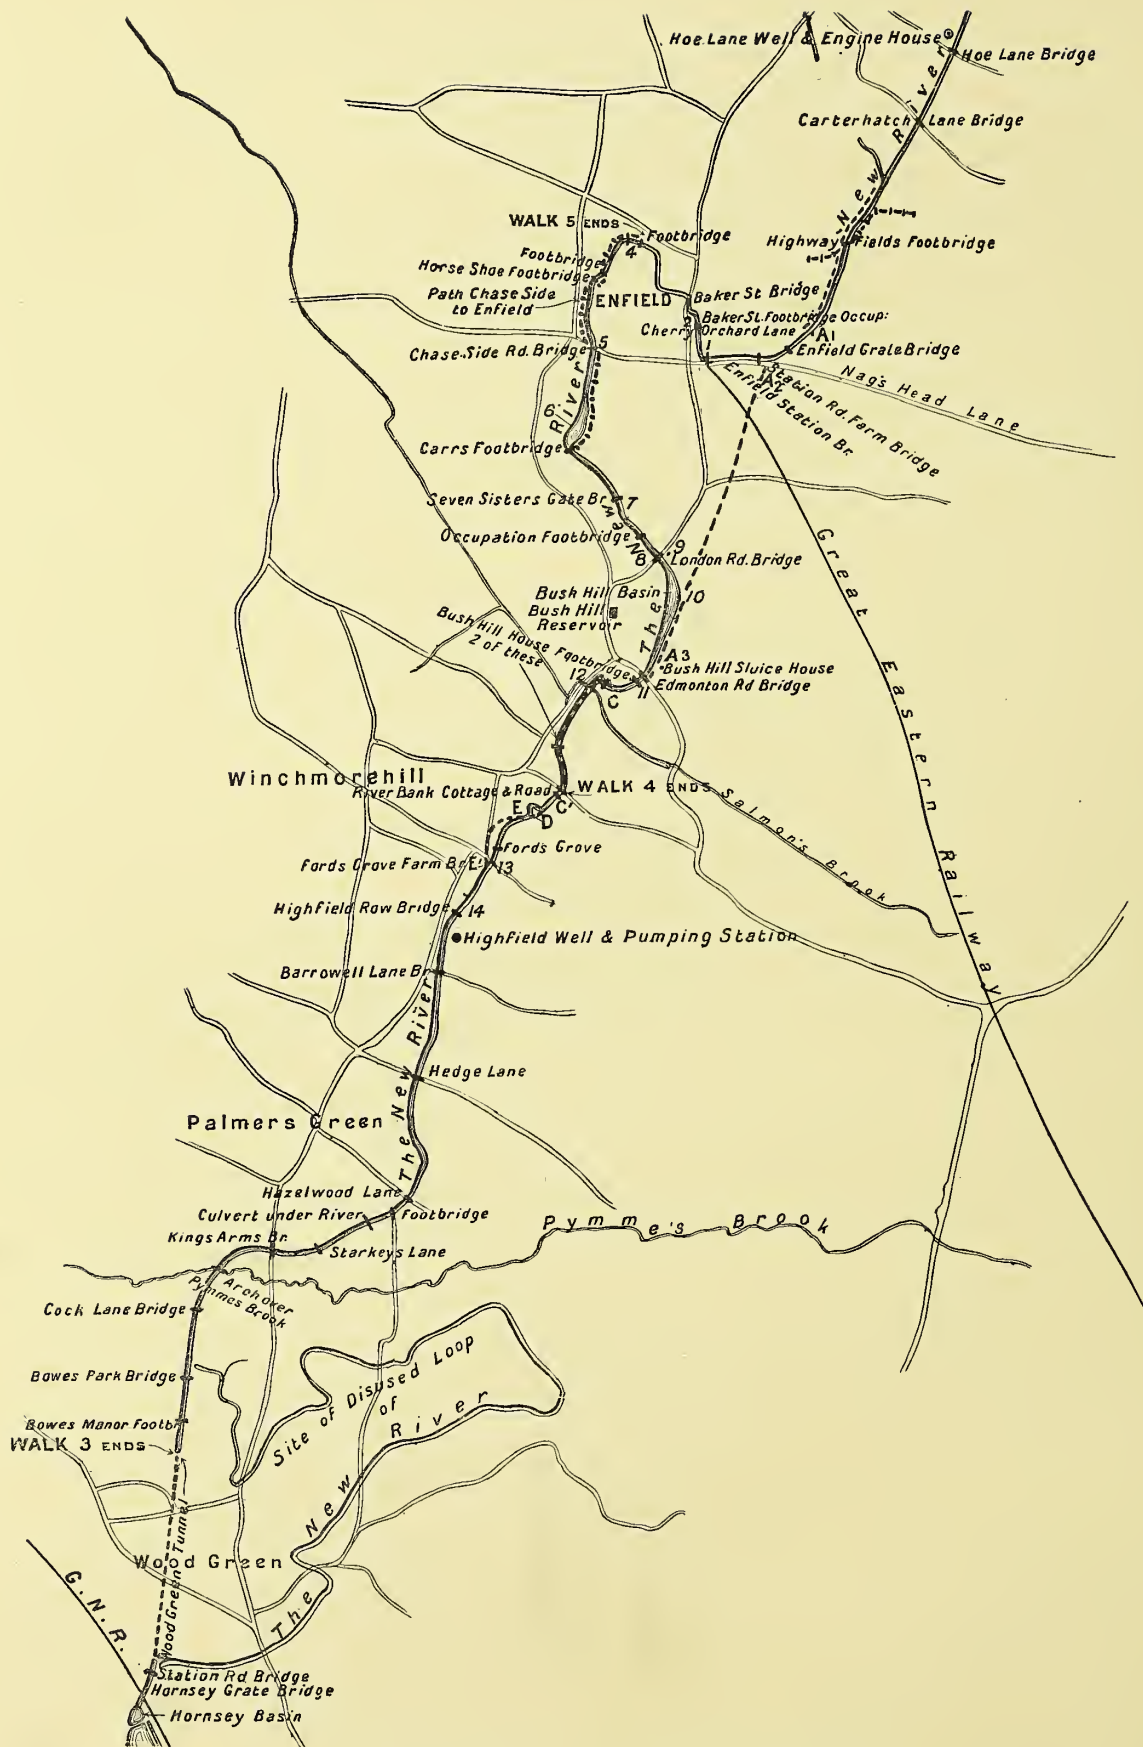 Hoe Lane Well & Engine House
Hoe Lane Bridge
Carterhatch Lane Bridge
New River
WALK 5 ENDS
Footbridge
4
Highway Fields Footbridge
Footbridge
Horse Shoe Footbridge
Path Chase Side
to Enfield
ENFIELD
Baker St Bridge
Baker St. Footbridge Occup:
Cherry Orchard Lane
2
A1
1
Chase Side Rd. Bridge
5
Enfield Grate Bridge
A2
Station Rd. Farm Bridge
Enfield Station Br.
Nag's Head Lane
6
Carrs Footbridge
The New River
Seven Sisters Gate Br.
7
Occupation Footbridge
8
9
London Rd. Bridge
Great Eastern Railway
Bush Hill Basin
10
Bush Hill
Reservoir
Bush Hill House Footbridge
2 of these
A3
Bush Hill Sluice House
12
C
11
Edmonton Rd Bridge
Winchmorehill
River Bank Cottage & Road
WALK 4 ENDS
E
D
C'
Salmon's Brook
Fords Grove
Fords Grove Farm Br
E'
13
Highfield Row Bridge
14
Highfield Well & Pumping Station
Barrowell Lane Br
The New River
Hedge Lane
Palmers Green
Hazelwood Lane
Culvert under River
Footbridge
Kings Arms Br.
Starkeys Lane
Pymme's Brook
Arch over
Pymmes Brook
Cock Lane Bridge
Bowes Park Bridge
Site of Disused Loop
of
The New River
Bowes Manor Footbr
WALK 3 ENDS
Wood Green Tunnel
Wood Green
G. N. R.
Station Rd. Bridge
Hornsey Grate Bridge
Hornsey Basin